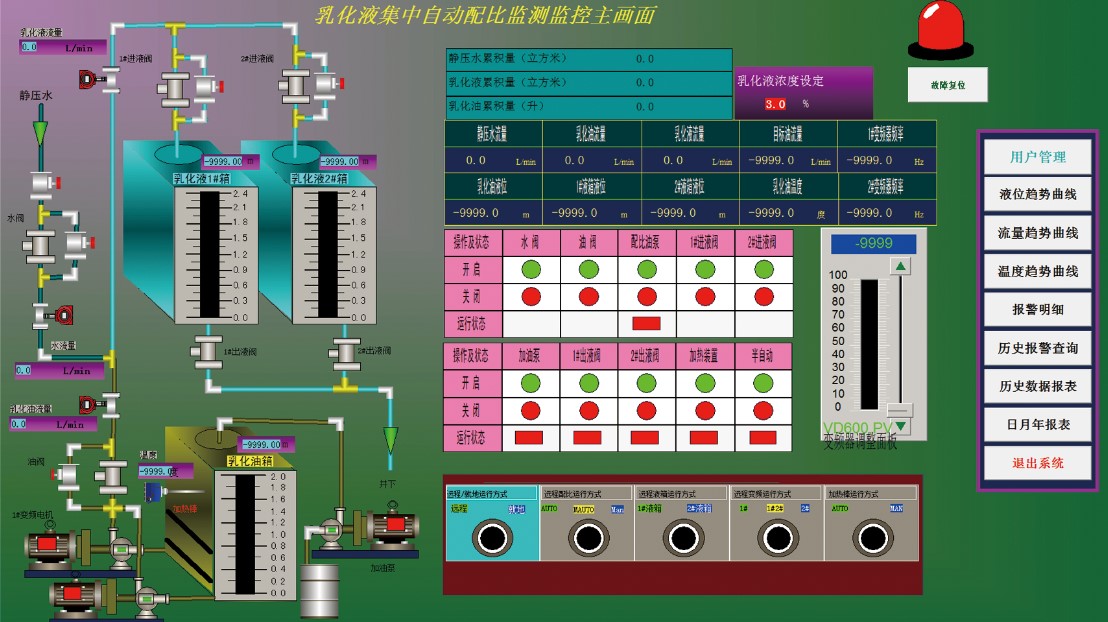 乳化液集中自动配比监测监控主画面
乳化液流量
0.0 L/min
静压水
1#进液阀
2#进液阀
-9999.00 m
-9999.00 m
乳化液1#箱
乳化液2#箱
2.4
2.1
1.8
1.5
1.2
0.9
0.6
0.3
0.0
2.4
2.1
1.8
1.5
1.2
0.9
0.6
0.3
0.0
水阀
水流量
0.0 L/min
1#出液阀
2#出液阀
0.0 L/min
油阀
温度
-9999.0 度
-9999.00 m
乳化油箱
2.0
1.8
1.6
1.4
1.2
1.0
0.8
0.6
0.4
0.2
0.0
加热棒
1#变频电机
井下
加油泵
静压水累积量（立方米） 0.0
乳化液累积量（立方米） 0.0
乳化油累积量（升） 0.0
乳化液浓度设定
3.0 %
故障复位
静压水流量 乳化油流量 乳化液流量 目标油流量 1#变频器频率
0.0 L/min 0.0 L/min 0.0 L/min -9999.0 L/min -9999.0 Hz
乳化油液位 1#液箱液位 2#液箱液位 乳化油温度 2#变频器频率
-9999.0 m -9999.0 m -9999.0 m -9999.0 度 -9999.0 Hz
操作及状态 水 阀 油 阀 配比油泵 1#进液阀 2#进液阀
开 启
关 闭
运行状态
操作及状态 加油泵 1#出液阀 2#出液阀 加热装置 半自动
开 启
关 闭
运行状态
-9999
100
90
80
70
60
50
40
30
20
10
0
VD600 PV
变频器调整面板
远程/就地运行方式 远程配比运行方式 远程液箱运行方式 远程变频运行方式 加热棒运行方式
远程 就地 AUTO MAUTO Man 1#液箱 2#液箱 1# 1#2# 2# AUTO MAN
用户管理
液位趋势曲线
流量趋势曲线
温度趋势曲线
报警明细
历史报警查询
历史数据报表
日月年报表
退出系统